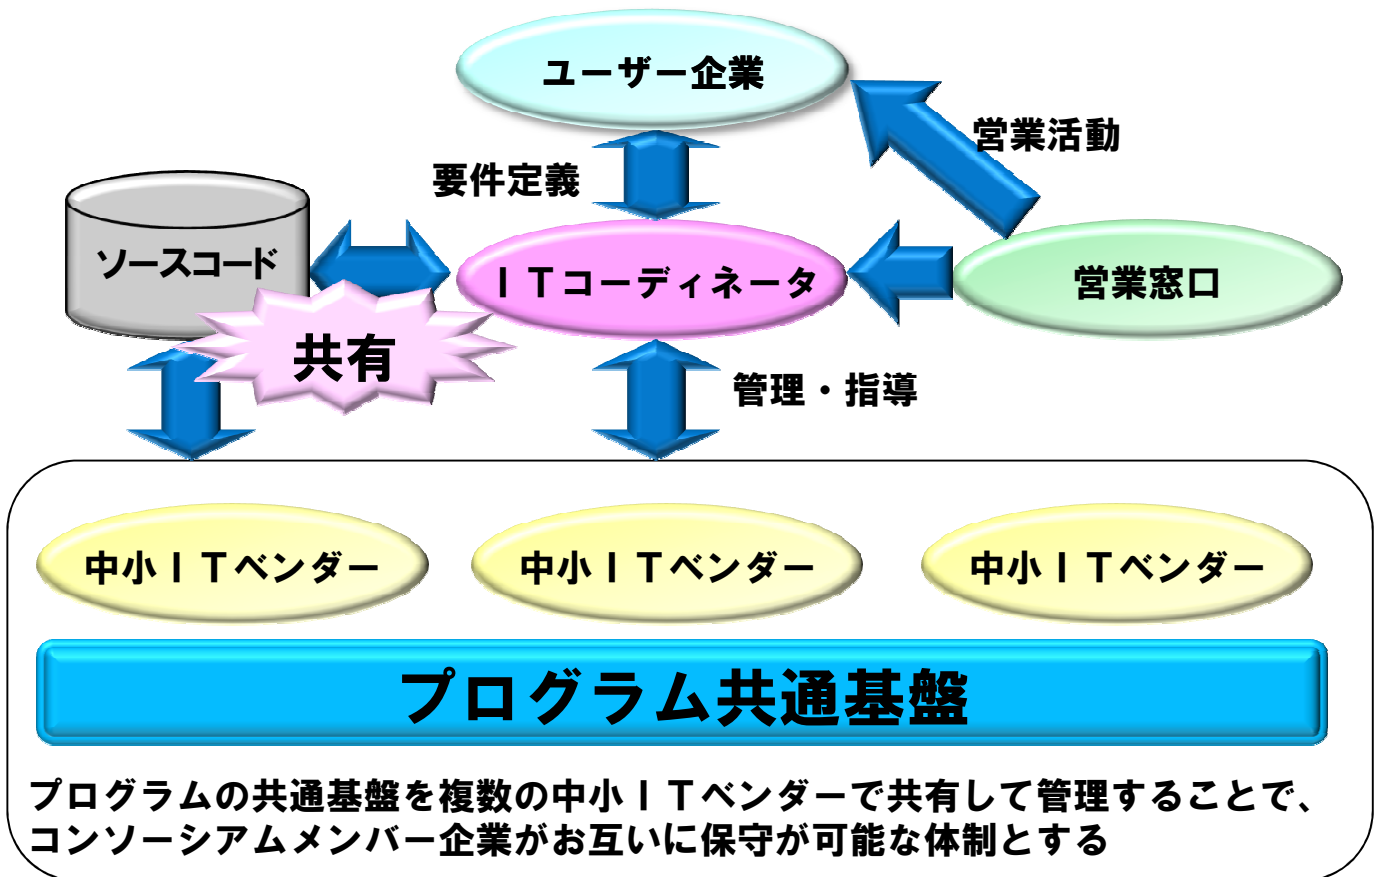 ユーザー企業
営業活動
要件定義
ソースコード
ＩＴコーディネータ
営業窓口
共有
管理・指導
中小ＩＴベンダー
中小ＩＴベンダー
中小ＩＴベンダー
プログラム共通基盤
プログラムの共通基盤を複数の中小ＩＴベンダーで共有して管理することで、
コンソーシアムメンバー企業がお互いに保守が可能な体制とする